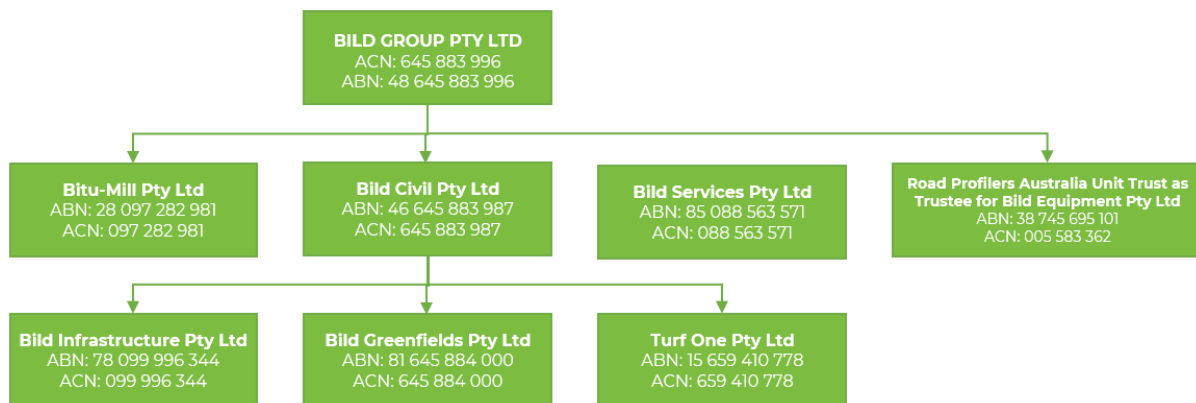 BILD GROUP PTY LTD
ACN: 645 883 996
ABN: 48 645 883 996
Bitu-Mill Pty Ltd
ABN: 28 097 282 981
ACN: 097 282 981
Bild Civil Pty Ltd
ABN: 46 645 883 987
ACN: 645 883 987
Bild Services Pty Ltd
ABN: 85 088 563 571
ACN: 088 563 571
Road Profilers Australia Unit Trust as
Trustee for Bild Equipment Pty Ltd
ABN: 38 745 695 101
ACN: 005 583 362
Bild Infrastructure Pty Ltd
ABN: 78 099 996 344
ACN: 099 996 344
Bild Greenfields Pty Ltd
ABN: 81 645 884 000
ACN: 645 884 000
Turf One Pty Ltd
ABN: 15 659 410 778
ACN: 659 410 778